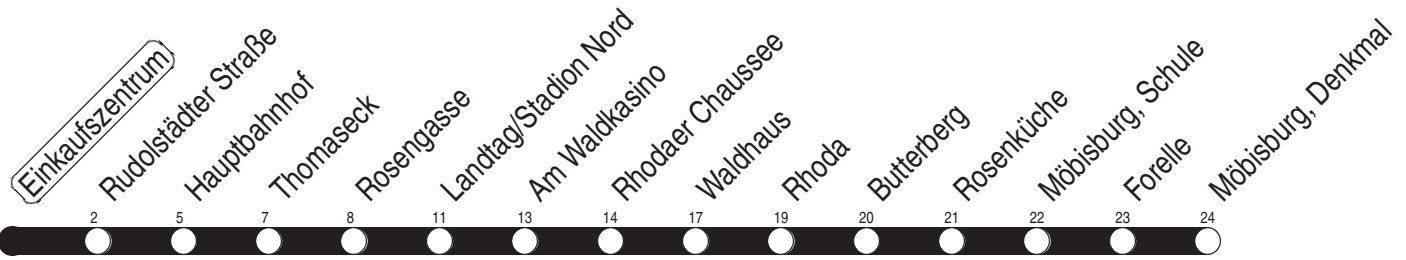 Einkaufszentrum
Rudolstädter Straße
Hauptbahnhof
Thomaseck
Rosengasse
Landtag/Stadion Nord
Am Waldkasino
Rhodaer Chaussee
Waldhaus
Rhoda
Butterberg
Rosenküche
Möbisburg, Schule
Forelle
Möbisburg, Denkmal
2 5 7 8 11 13 14 17 19 20 21 22 23 24